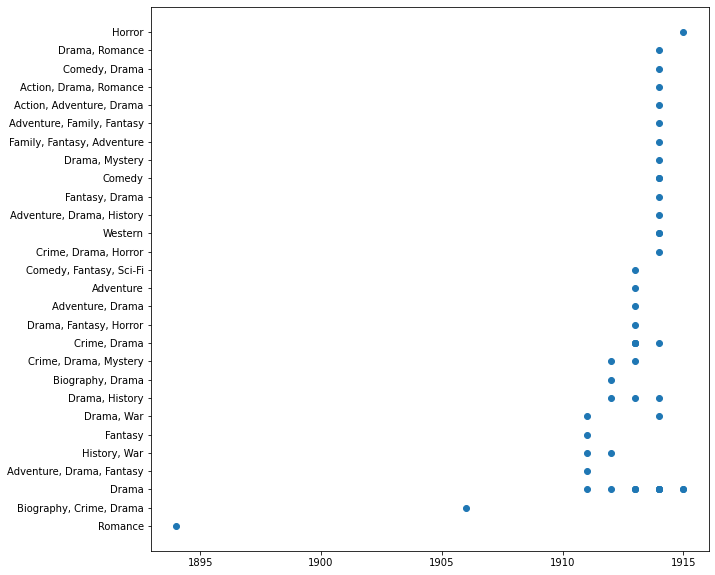 Horror
Drama, Romance
Comedy, Drama
Action, Drama, Romance
Action, Adventure, Drama
Adventure, Family, Fantasy
Family, Fantasy, Adventure
Drama, Mystery
Comedy
Fantasy, Drama
Adventure, Drama, History
Western
Crime, Drama, Horror
Comedy, Fantasy, Sci-Fi
Adventure
Adventure, Drama
Drama, Fantasy, Horror
Crime, Drama
Crime, Drama, Mystery
Biography, Drama
Drama, History
Drama, War
Fantasy
History, War
Adventure, Drama, Fantasy
Drama
Biography, Crime, Drama
Romance
1895 1900 1905 1910 1915